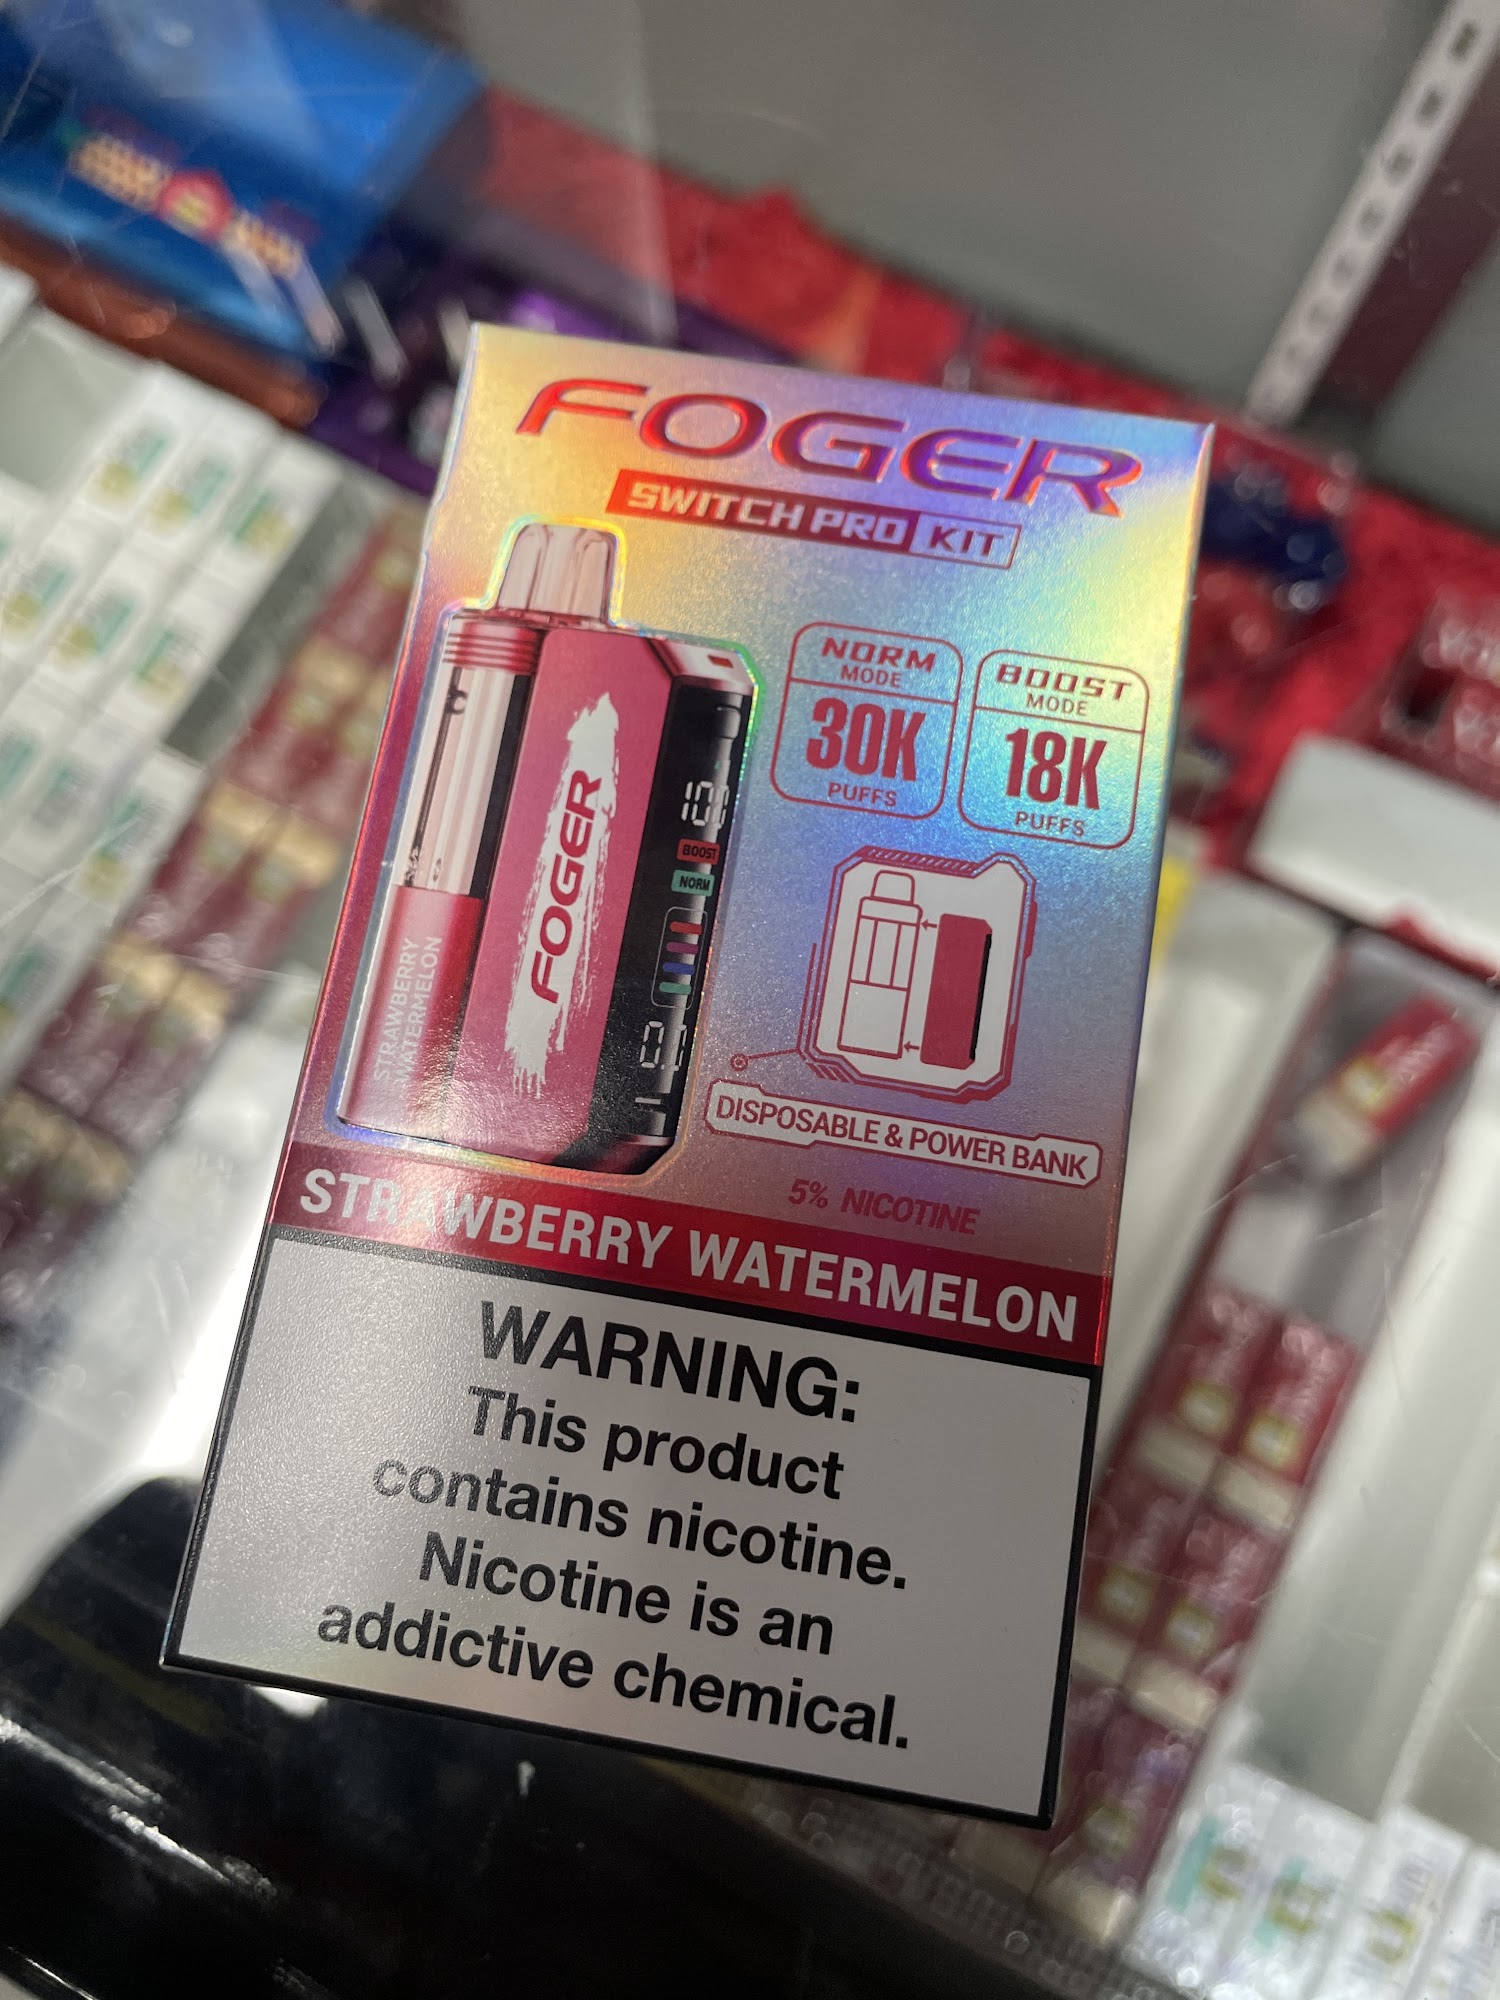 FOGER
SWITCH PRO KIT
NORM
MODE
30K
PUFFS
BOOST
MODE
18K
PUFFS
100
BOOST
NORM
FOGER
STRAWBERRY
WATERMELON
DISPOSABLE & POWER BANK
5% NICOTINE
STRAWBERRY WATERMELON
WARNING:
This product
contains nicotine.
Nicotine is an
addictive chemical.